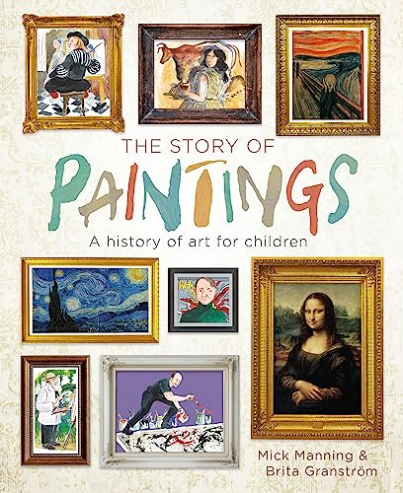 THE STORY OF
PAINTINGS
A history of art for children
Mick Manning &
Brita Granström